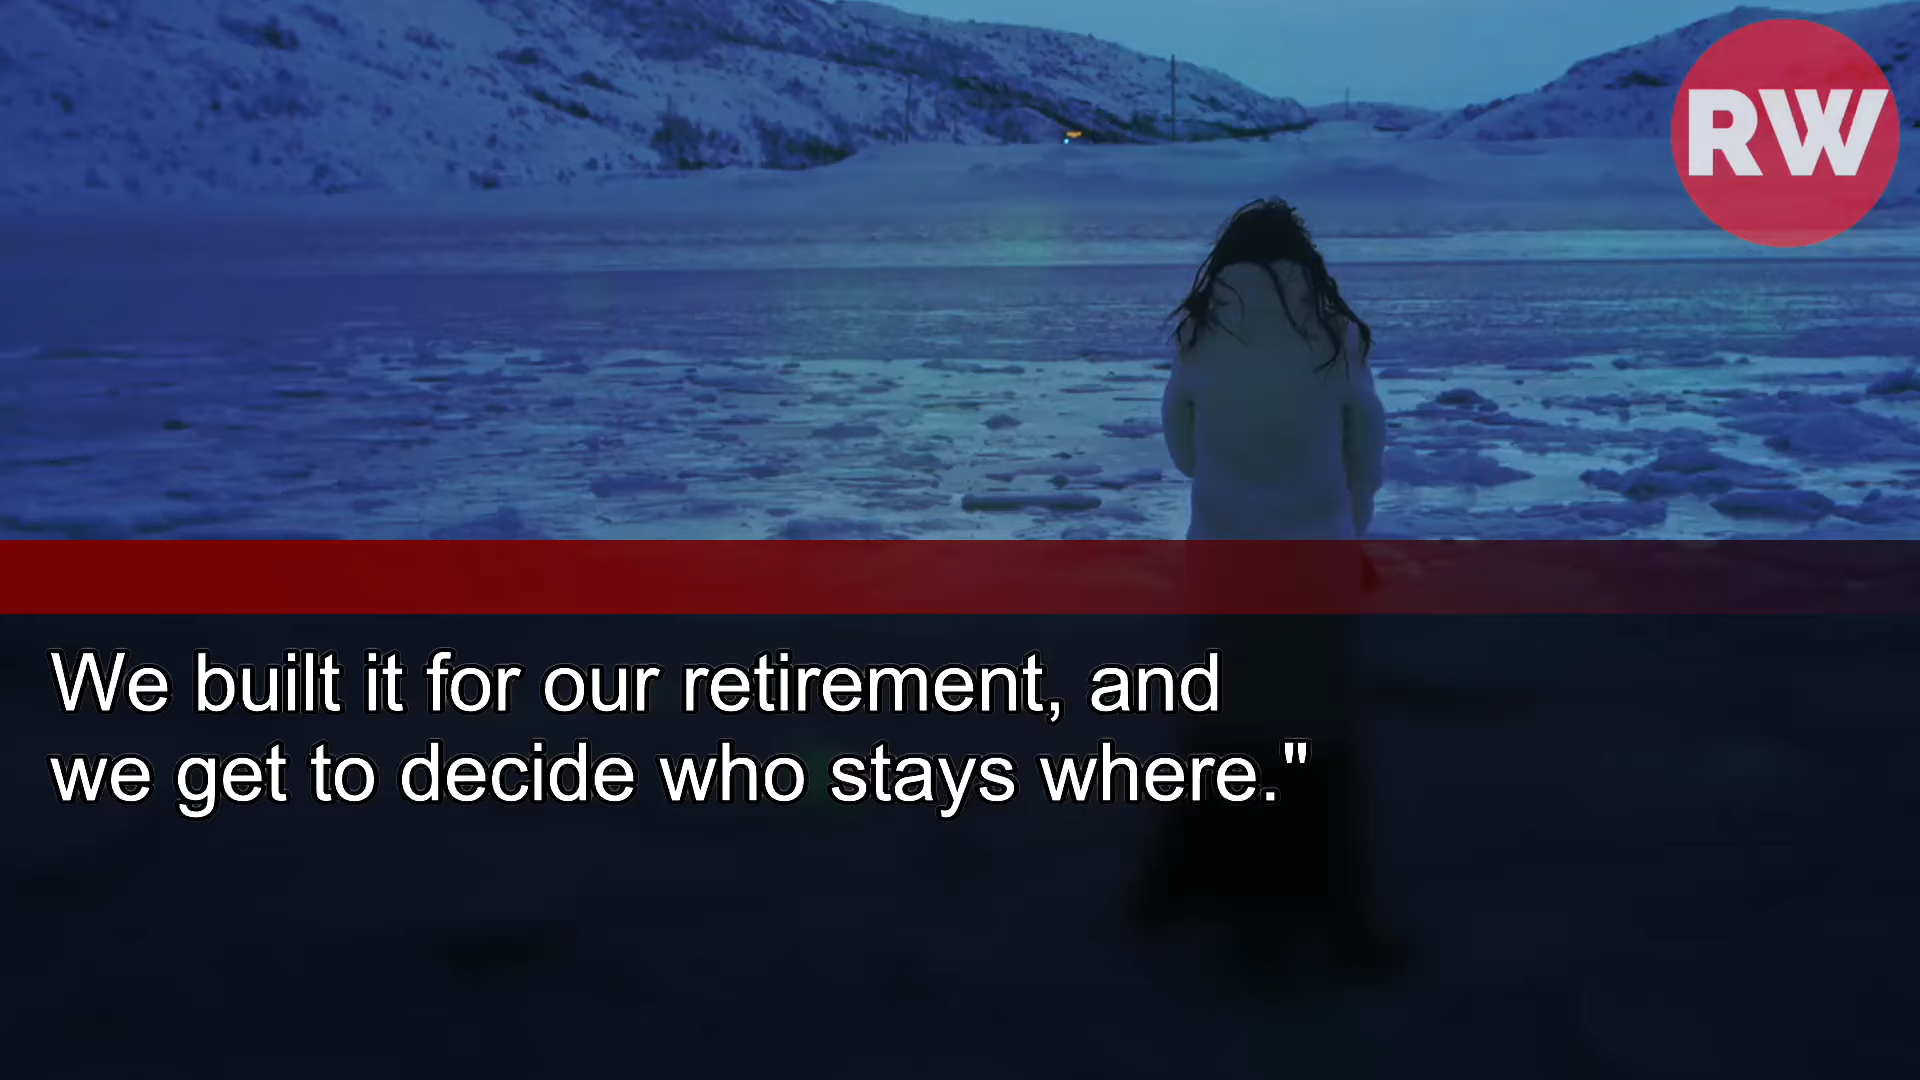 RW
We built it for our retirement, and
we get to decide who stays where."